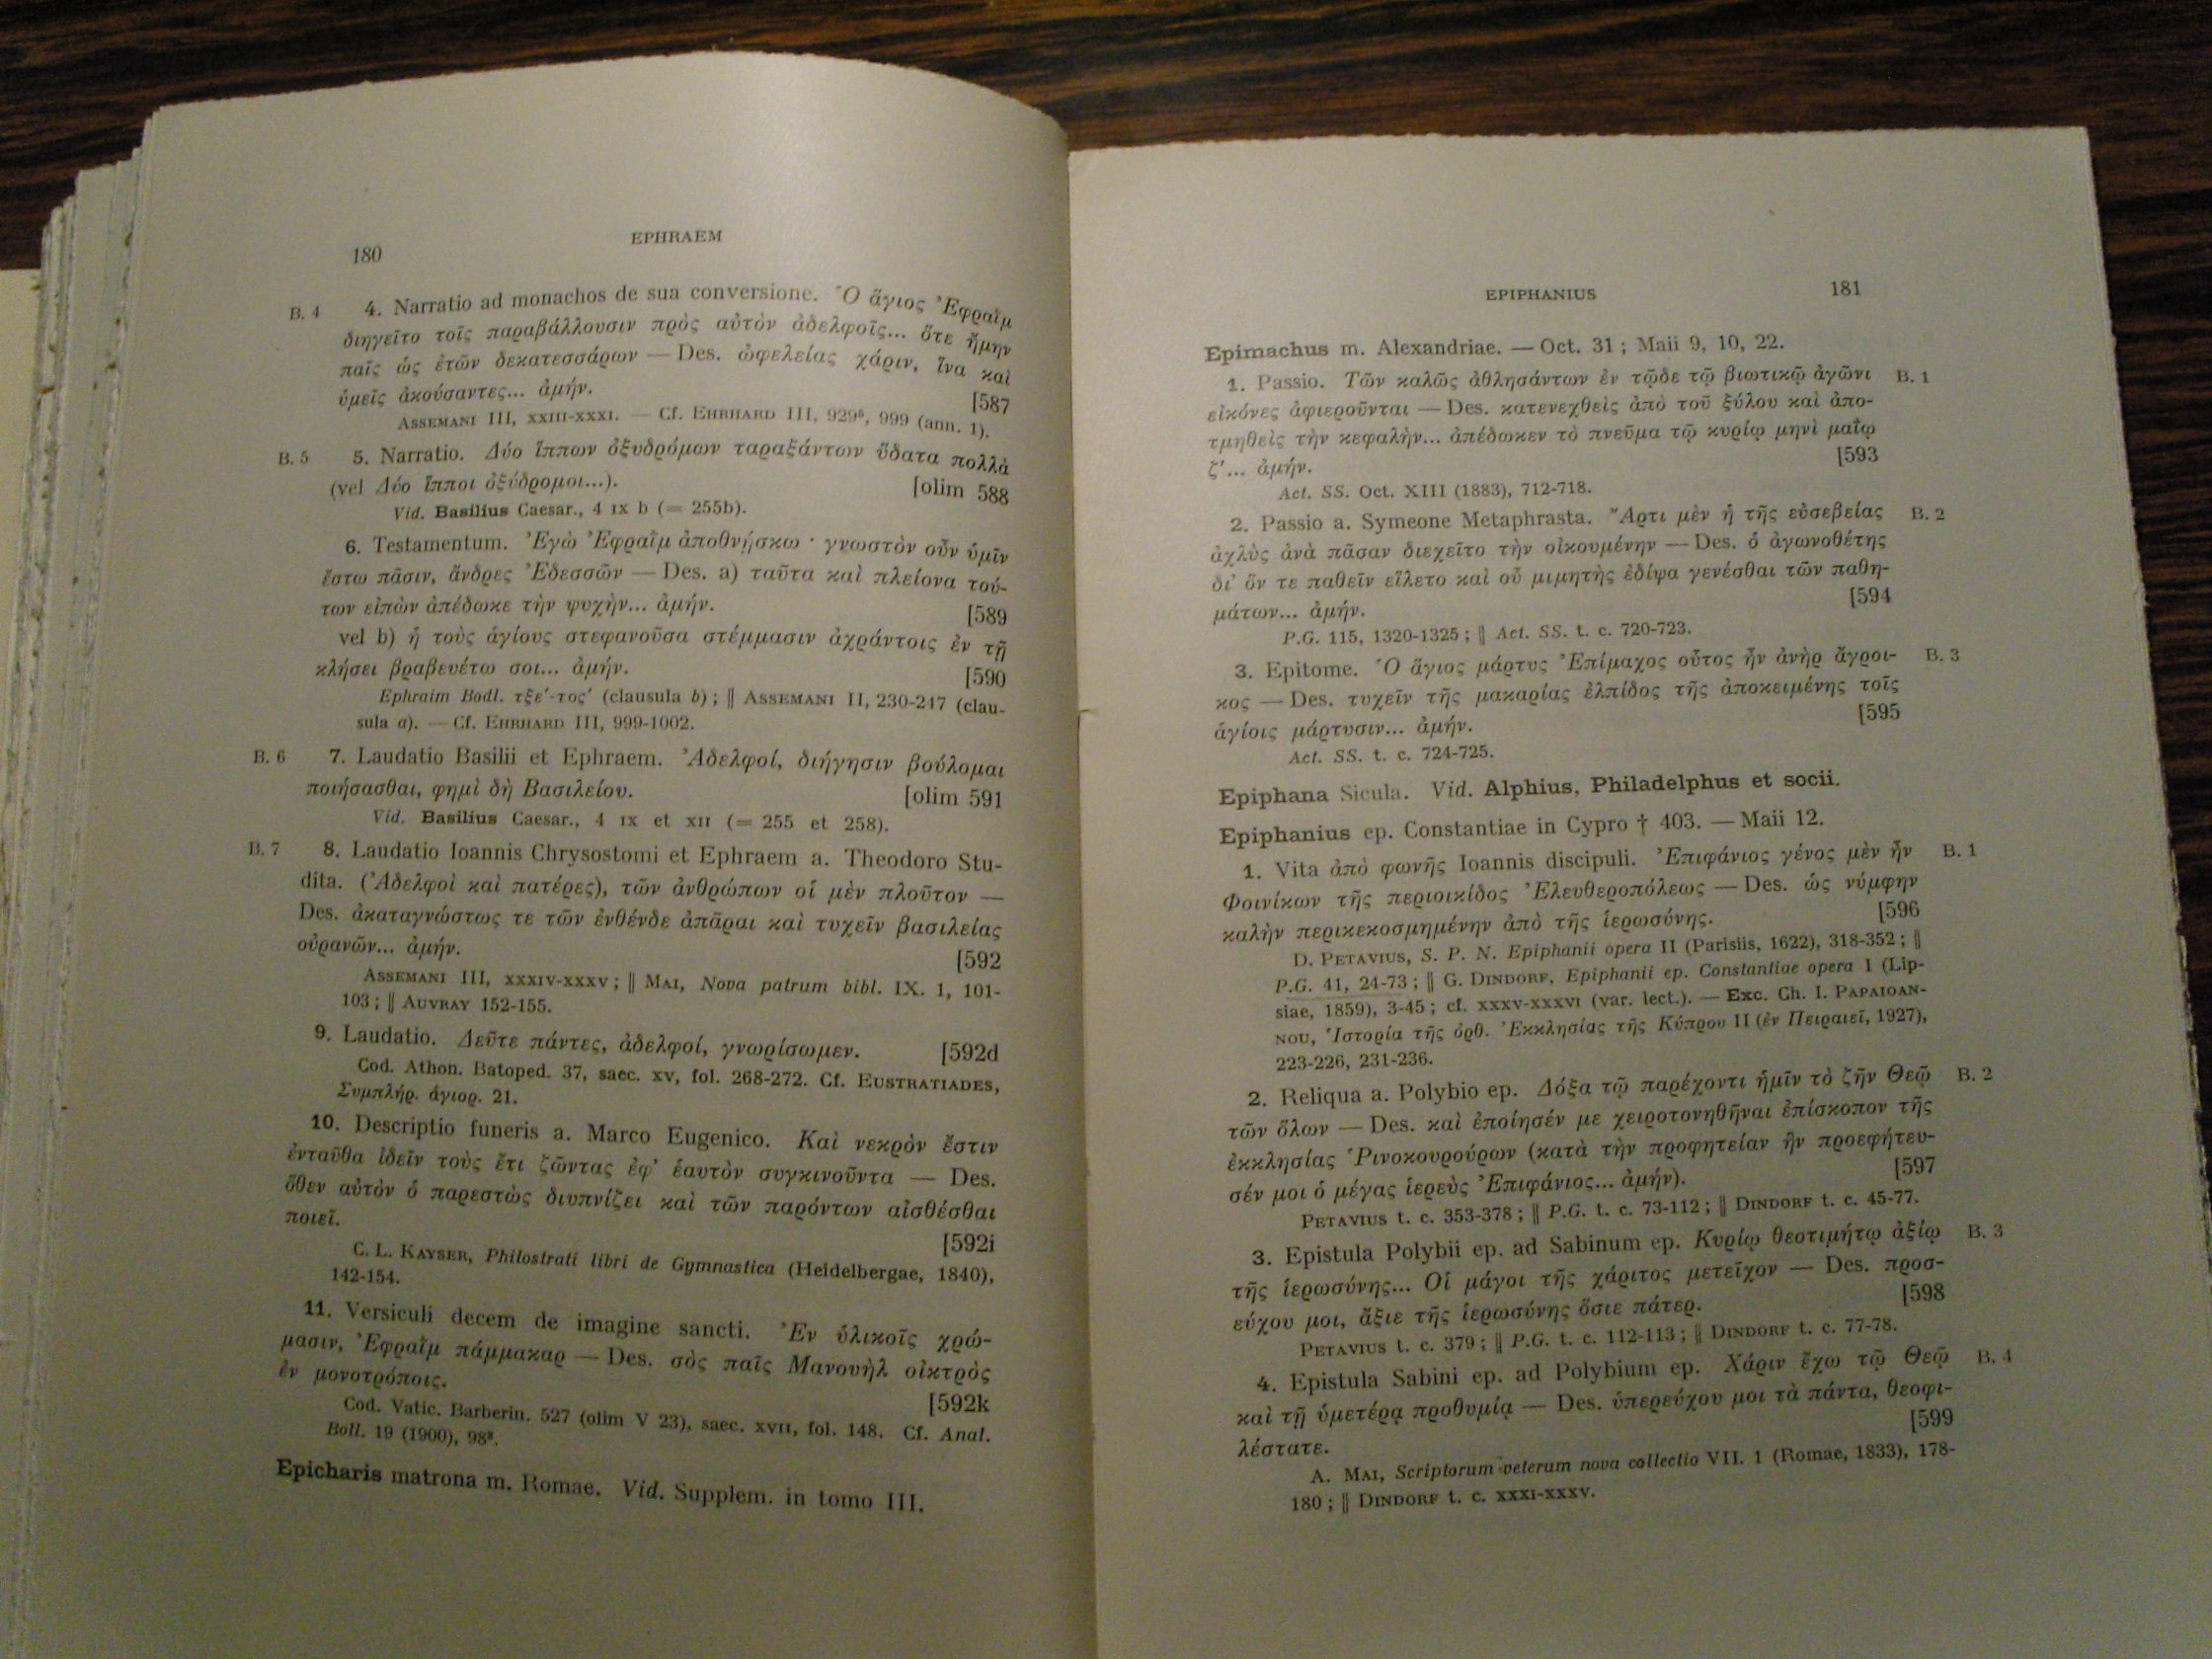 180
EPHRAEM
B. 4 4. Narratio ad monachos de sua conversione. Ὁ ἅγιος Ἐφραῒμ
διηγεῖτο τοῖς παραβάλλουσιν πρὸς αὐτὸν ἀδελφοῖς... ὅτε ἤμην
παῖς ὡς ἐτῶν δεκατεσσάρων — Des. ὠφελείας χάριν, ἵνα καὶ
ὑμεῖς ἀκούσαντες... ἀμήν. [587
ASSEMANI III, XXIII-XXXI. — Cf. EHRHARD III, 929⁵, 999 (ann. 1).
B. 5 5. Narratio. Δύο ἵππων ὀξυδρόμων ταραξάντων ὕδατα πολλὰ
(vel Δύο ἵπποι ὀξύδρομοι...). [olim 588
Vid. Basilius Caesar., 4 IX b (= 255b).
6. Testamentum. Ἐγὼ Ἐφραῒμ ἀποθνῄσκω · γνωστὸν οὖν ὑμῖν
ἔστω πᾶσιν, ἄνδρες Ἐδεσσῶν — Des. a) ταῦτα καὶ πλείονα τού-
των εἰπὼν ἀπέδωκε τὴν ψυχὴν... ἀμήν. [589
vel b) ἡ τοὺς ἁγίους στεφανοῦσα στέμμασιν ἀχράντοις ἐν τῇ
κλήσει βραβευέτω σοι... ἀμήν. [590
Ephraim Bodl. τξε′-τος′ (clausula b) ; ‖ ASSEMANI II, 230-247 (clau-
sula a). — Cf. EHRHARD III, 999-1002.
B. 6 7. Laudatio Basilii et Ephraem. Ἀδελφοί, διήγησιν βούλομαι
ποιήσασθαι, φημὶ δὴ Βασιλείου. [olim 591
Vid. Basilius Caesar., 4 IX et XII (= 255 et 258).
B. 7 8. Laudatio Ioannis Chrysostomi et Ephraem a. Theodoro Stu-
dita. (Ἀδελφοὶ καὶ πατέρες), τῶν ἀνθρώπων οἱ μὲν πλοῦτον —
Des. ἀκαταγνώστως τε τῶν ἐνθένδε ἀπᾶραι καὶ τυχεῖν βασιλείας
οὐρανῶν... ἀμήν. [592
ASSEMANI III, XXXIV-XXXV ; ‖ MAI, Nova patrum bibl. IX. 1, 101-
103 ; ‖ AUVRAY 152-155.
9. Laudatio. Δεῦτε πάντες, ἀδελφοί, γνωρίσωμεν. [592d
Cod. Athon. Batoped. 37, saec. XV, fol. 268-272. Cf. EUSTRATIADES,
Συμπλήρ. ἁγιορ. 21.
10. Descriptio funeris a. Marco Eugenico. Καὶ νεκρὸν ἔστιν
ἐνταῦθα ἰδεῖν τοὺς ἔτι ζῶντας ἐφ' ἑαυτὸν συγκινοῦντα — Des.
ὅθεν αὐτὸν ὁ παρεστὼς διυπνίζει καὶ τῶν παρόντων αἰσθέσθαι
ποιεῖ. [592i
C. L. KAYSER, Philostrati libri de Gymnastica (Heidelbergae, 1840),
142-154.
11. Versiculi decem de imagine sancti. Ἐν ὑλικοῖς χρώ-
μασιν, Ἐφραῒμ πάμμακαρ — Des. σὸς παῖς Μανουὴλ οἰκτρὸς
ἐν μονοτρόποις. [592k
Cod. Vatic. Barberin. 527 (olim V 23), saec. XVII, fol. 148. Cf. Anal.
Boll. 19 (1900), 98⁸.
Epicharis matrona m. Romae. Vid. Supplem. in tomo III.
EPIPHANIUS
181
Epimachus m. Alexandriae. — Oct. 31 ; Maii 9, 10, 22.
1. Passio. Τῶν καλῶς ἀθλησάντων ἐν τῷδε τῷ βιωτικῷ ἀγῶνι B. 1
εἰκόνες ἀφιεροῦνται — Des. κατενεχθεὶς ἀπὸ τοῦ ξύλου καὶ ἀπο-
τμηθεὶς τὴν κεφαλὴν... ἀπέδωκεν τὸ πνεῦμα τῷ κυρίῳ μηνὶ μαΐῳ
ζ′... ἀμήν. [593
Act. SS. Oct. XIII (1883), 712-718.
2. Passio a. Symeone Metaphrasta. Ἄρτι μὲν ἡ τῆς εὐσεβείας B. 2
ἀχλὺς ἀνὰ πᾶσαν διεχεῖτο τὴν οἰκουμένην — Des. ὁ ἀγωνοθέτης
δι' ὅν τε παθεῖν εἵλετο καὶ οὗ μιμητὴς ἐδίψα γενέσθαι τῶν παθη-
μάτων... ἀμήν. [594
P.G. 115, 1320-1325 ; ‖ Act. SS. t. c. 720-723.
3. Epitome. Ὁ ἅγιος μάρτυς Ἐπίμαχος οὗτος ἦν ἀνὴρ ἄγροι- B. 3
κος — Des. τυχεῖν τῆς μακαρίας ἐλπίδος τῆς ἀποκειμένης τοῖς
ἁγίοις μάρτυσιν... ἀμήν. [595
Act. SS. t. c. 724-725.
Epiphana Sicula. Vid. Alphius, Philadelphus et socii.
Epiphanius ep. Constantiae in Cypro † 403. — Maii 12.
1. Vita ἀπὸ φωνῆς Ioannis discipuli. Ἐπιφάνιος γένος μὲν ἦν B. 1
Φοινίκων τῆς περιοικίδος Ἐλευθεροπόλεως — Des. ὡς νύμφην
καλὴν περικεκοσμημένην ἀπὸ τῆς ἱερωσύνης. [596
D. PETAVIUS, S. P. N. Epiphanii opera II (Parisiis, 1622), 318-352 ; ‖
P.G. 41, 24-73 ; ‖ G. DINDORF, Epiphanii ep. Constantiae opera I (Lip-
siae, 1859), 3-45 ; cf. XXXV-XXXVI (var. lect.). — Exc. Ch. I. PAPAIOAN-
NOU, Ἱστορία τῆς ὀρθ. Ἐκκλησίας τῆς Κύπρου II (ἐν Πειραιεῖ, 1927),
223-226, 231-236.
2. Reliqua a. Polybio ep. Δόξα τῷ παρέχοντι ἡμῖν τὸ ζῆν Θεῷ B. 2
τῶν ὅλων — Des. καὶ ἐποίησέν με χειροτονηθῆναι ἐπίσκοπον τῆς
ἐκκλησίας Ῥινοκουρούρων (κατὰ τὴν προφητείαν ἣν προεφήτευ-
σέν μοι ὁ μέγας ἱερεὺς Ἐπιφάνιος... ἀμήν). [597
PETAVIUS t. c. 353-378 ; ‖ P.G. t. c. 73-112 ; ‖ DINDORF t. c. 45-77.
3. Epistula Polybii ep. ad Sabinum ep. Κυρίῳ θεοτιμήτῳ ἀξίῳ B. 3
τῆς ἱερωσύνης... Οἱ μάγοι τῆς χάριτος μετεῖχον — Des. προσ-
εύχου μοι, ἄξιε τῆς ἱερωσύνης ὅσιε πάτερ. [598
PETAVIUS t. c. 379 ; ‖ P.G. t. c. 112-113 ; ‖ DINDORF t. c. 77-78.
4. Epistula Sabini ep. ad Polybium ep. Χάριν ἔχω τῷ Θεῷ B. 4
καὶ τῇ ὑμετέρᾳ προθυμίᾳ — Des. ὑπερεύχου μοι τὰ πάντα, θεοφι-
λέστατε. [599
A. MAI, Scriptorum veterum nova collectio VII. 1 (Romae, 1833), 178-
180 ; ‖ DINDORF t. c. XXXI-XXXV.